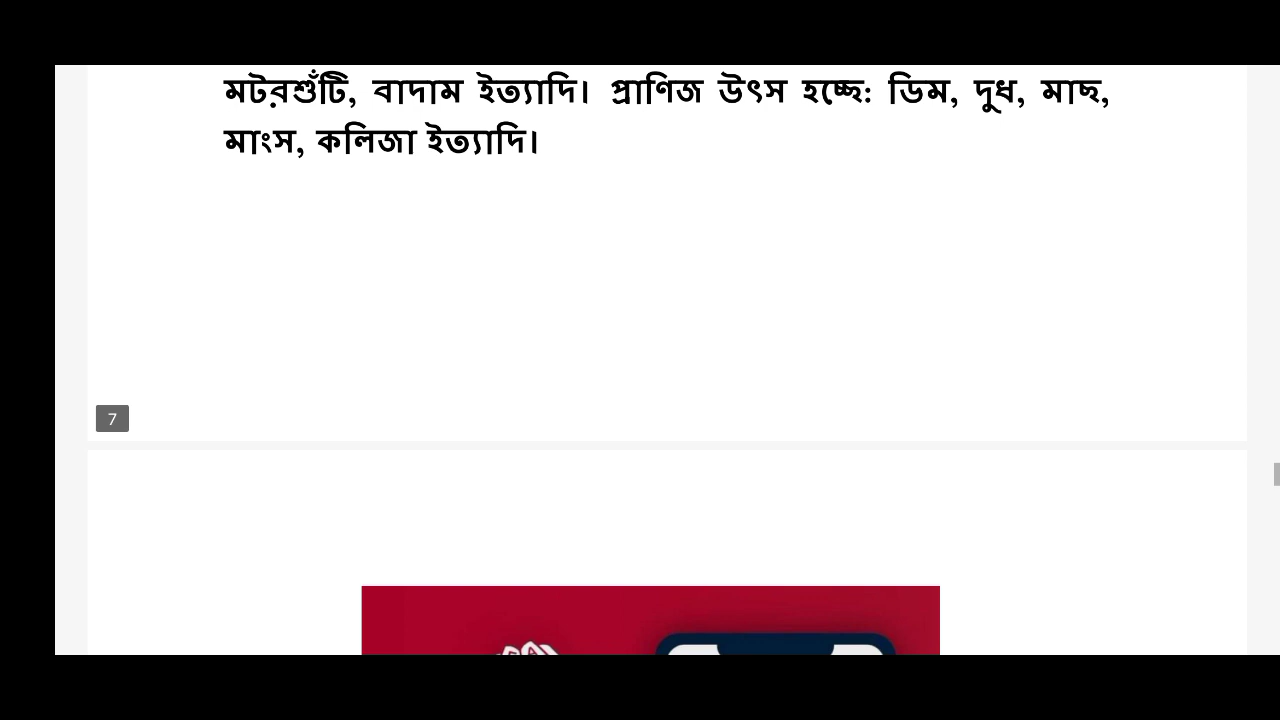 মটরশুঁটি, বাদাম ইত্যাদি। প্রাণিজ উৎস হচ্ছে: ডিম, দুধ, মাছ,
মাংস, কলিজা ইত্যাদি।
7